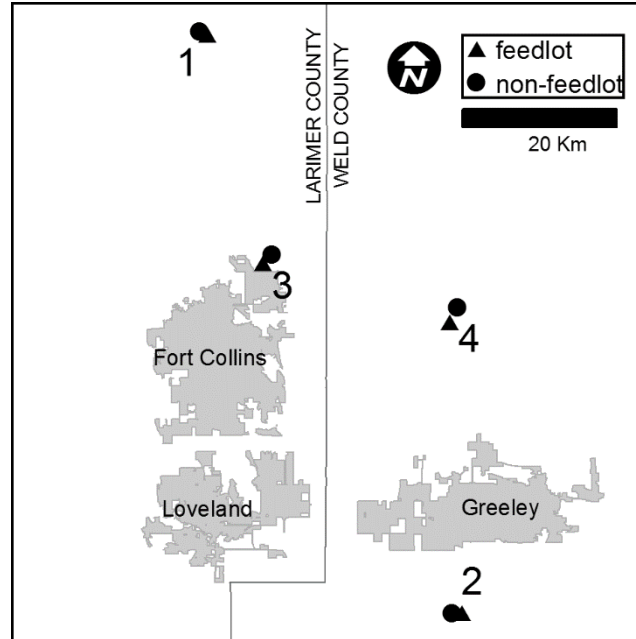 1
LARIMER COUNTY
WELD COUNTY
N
feedlot
non-feedlot
20 Km
3
4
Fort Collins
Loveland
Greeley
2